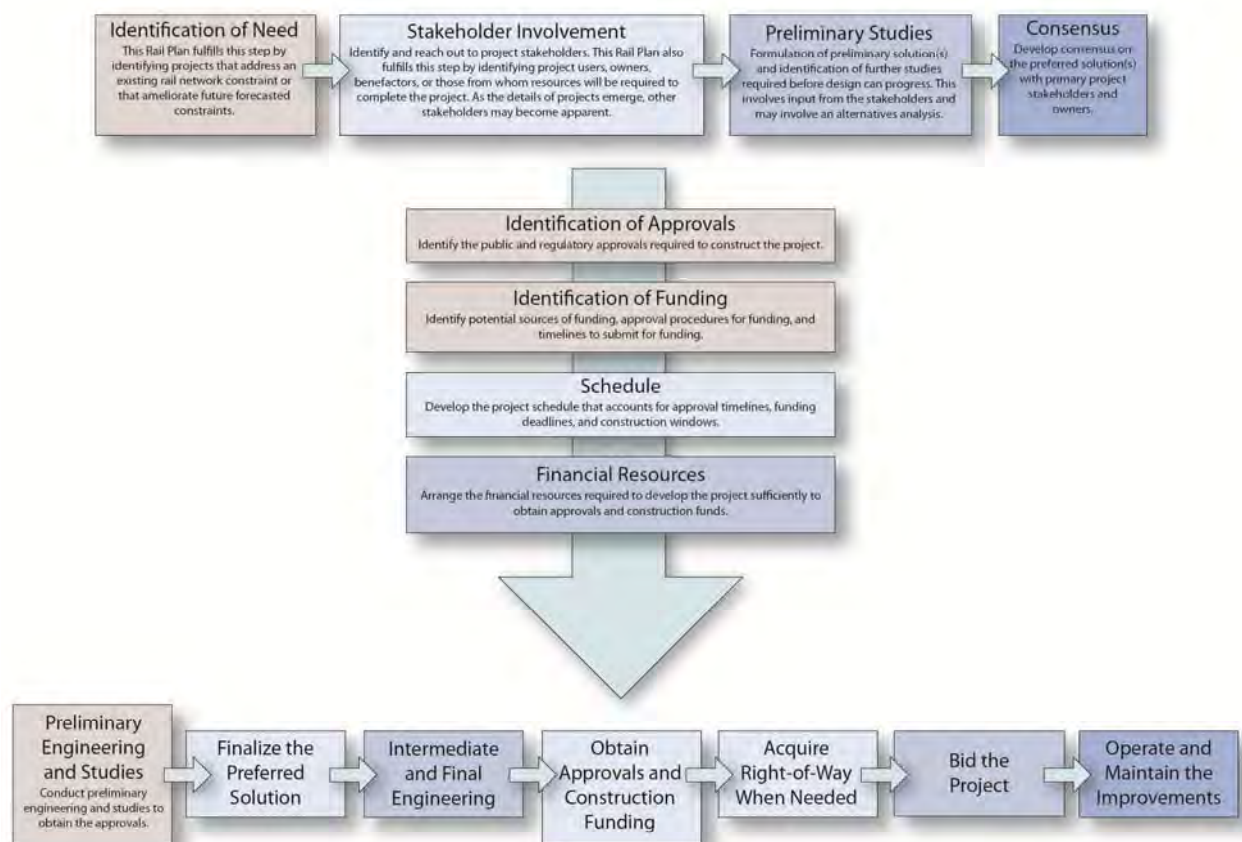 Identification of Need
This Rail Plan fulfills this step by
identifying projects that address an
existing rail network constraint or
that ameliorate future forecasted
constraints.
Stakeholder Involvement
Identify and reach out to project stakeholders. This Rail Plan also
fulfills this step by identifying project users, owners,
benefactors, or those from whom resources will be required to
complete the project. As the details of projects emerge, other
stakeholders may become apparent.
Preliminary Studies
Formulation of preliminary solution(s)
and identification of further studies
required before design can progress. This
involves input from the stakeholders and
may involve an alternatives analysis.
Consensus
Develop consensus on
the preferred solution(s)
with primary project
stakeholders and
owners.
Identification of Approvals
Identify the public and regulatory approvals required to construct the project.
Identification of Funding
Identify potential sources of funding, approval procedures for funding, and
timelines to submit for funding.
Schedule
Develop the project schedule that accounts for approval timelines, funding
deadlines, and construction windows.
Financial Resources
Arrange the financial resources required to develop the project sufficiently to
obtain approvals and construction funds.
Preliminary
Engineering
and Studies
Conduct preliminary
engineering and studies to
obtain the approvals.
Finalize the
Preferred
Solution
Intermediate
and Final
Engineering
Obtain
Approvals and
Construction
Funding
Acquire
Right-of-Way
When Needed
Bid the
Project
Operate and
Maintain the
Improvements